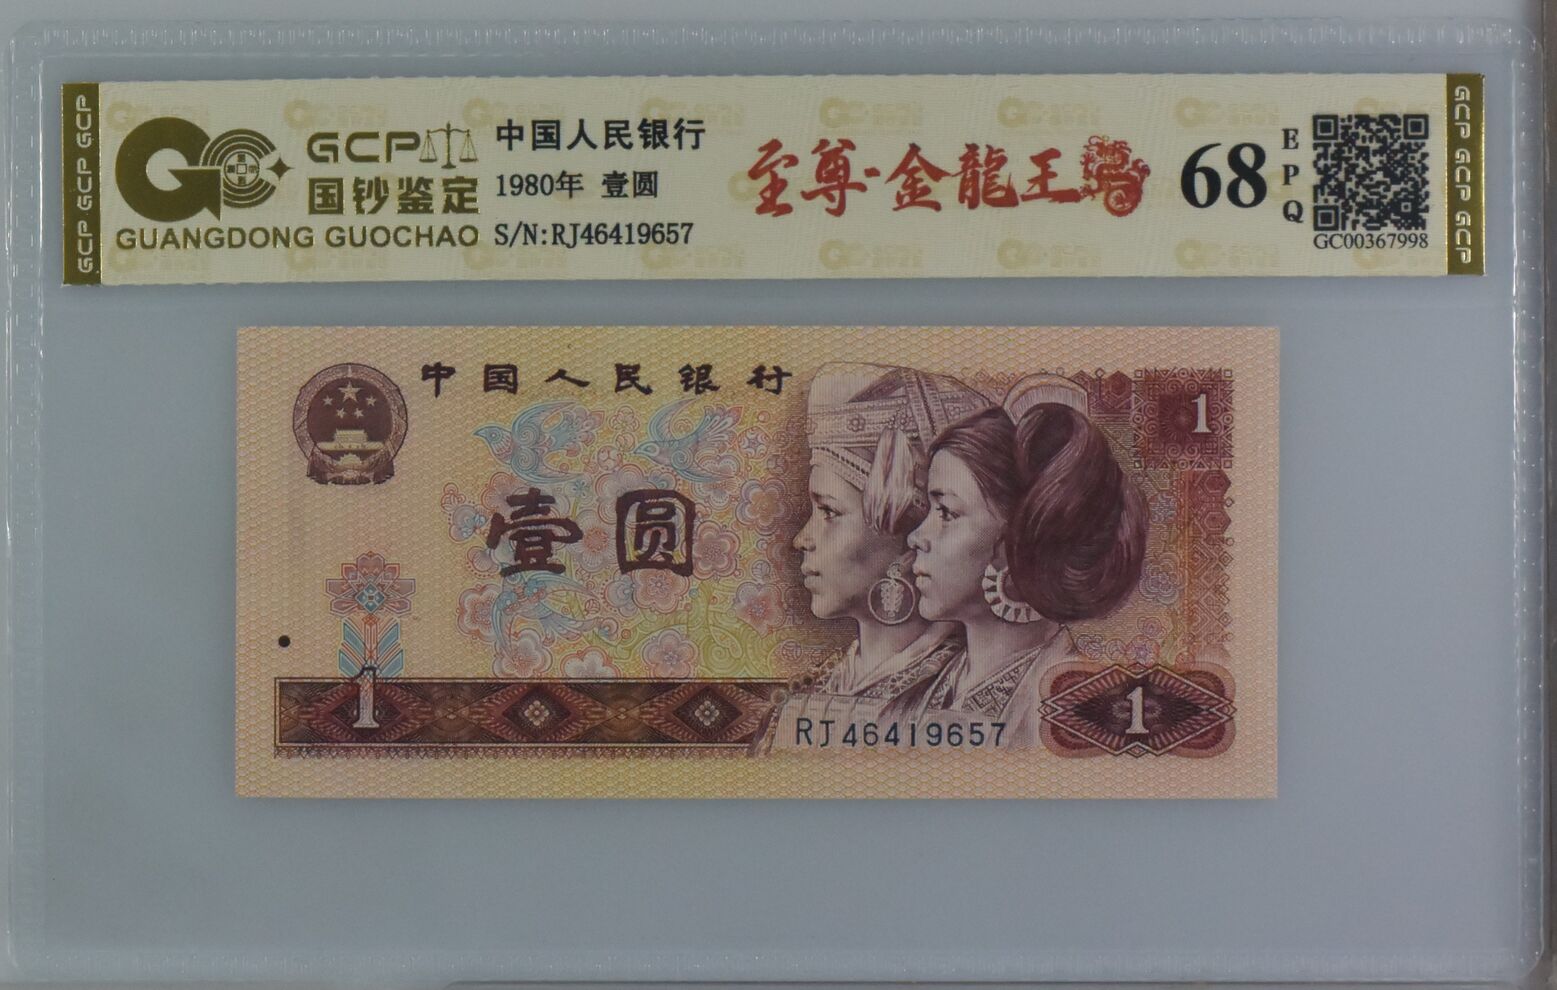 GCP
国钞鉴定
GUANGDONG GUOCHAO
中国人民银行
1980年 壹圆
S/N:RJ46419657
至尊·金龍王
68
EPQ
GC00367998
GCP GCP GCP
GCP GCP GCP
中国人民银行
1
壹圆
1
RJ46419657
1